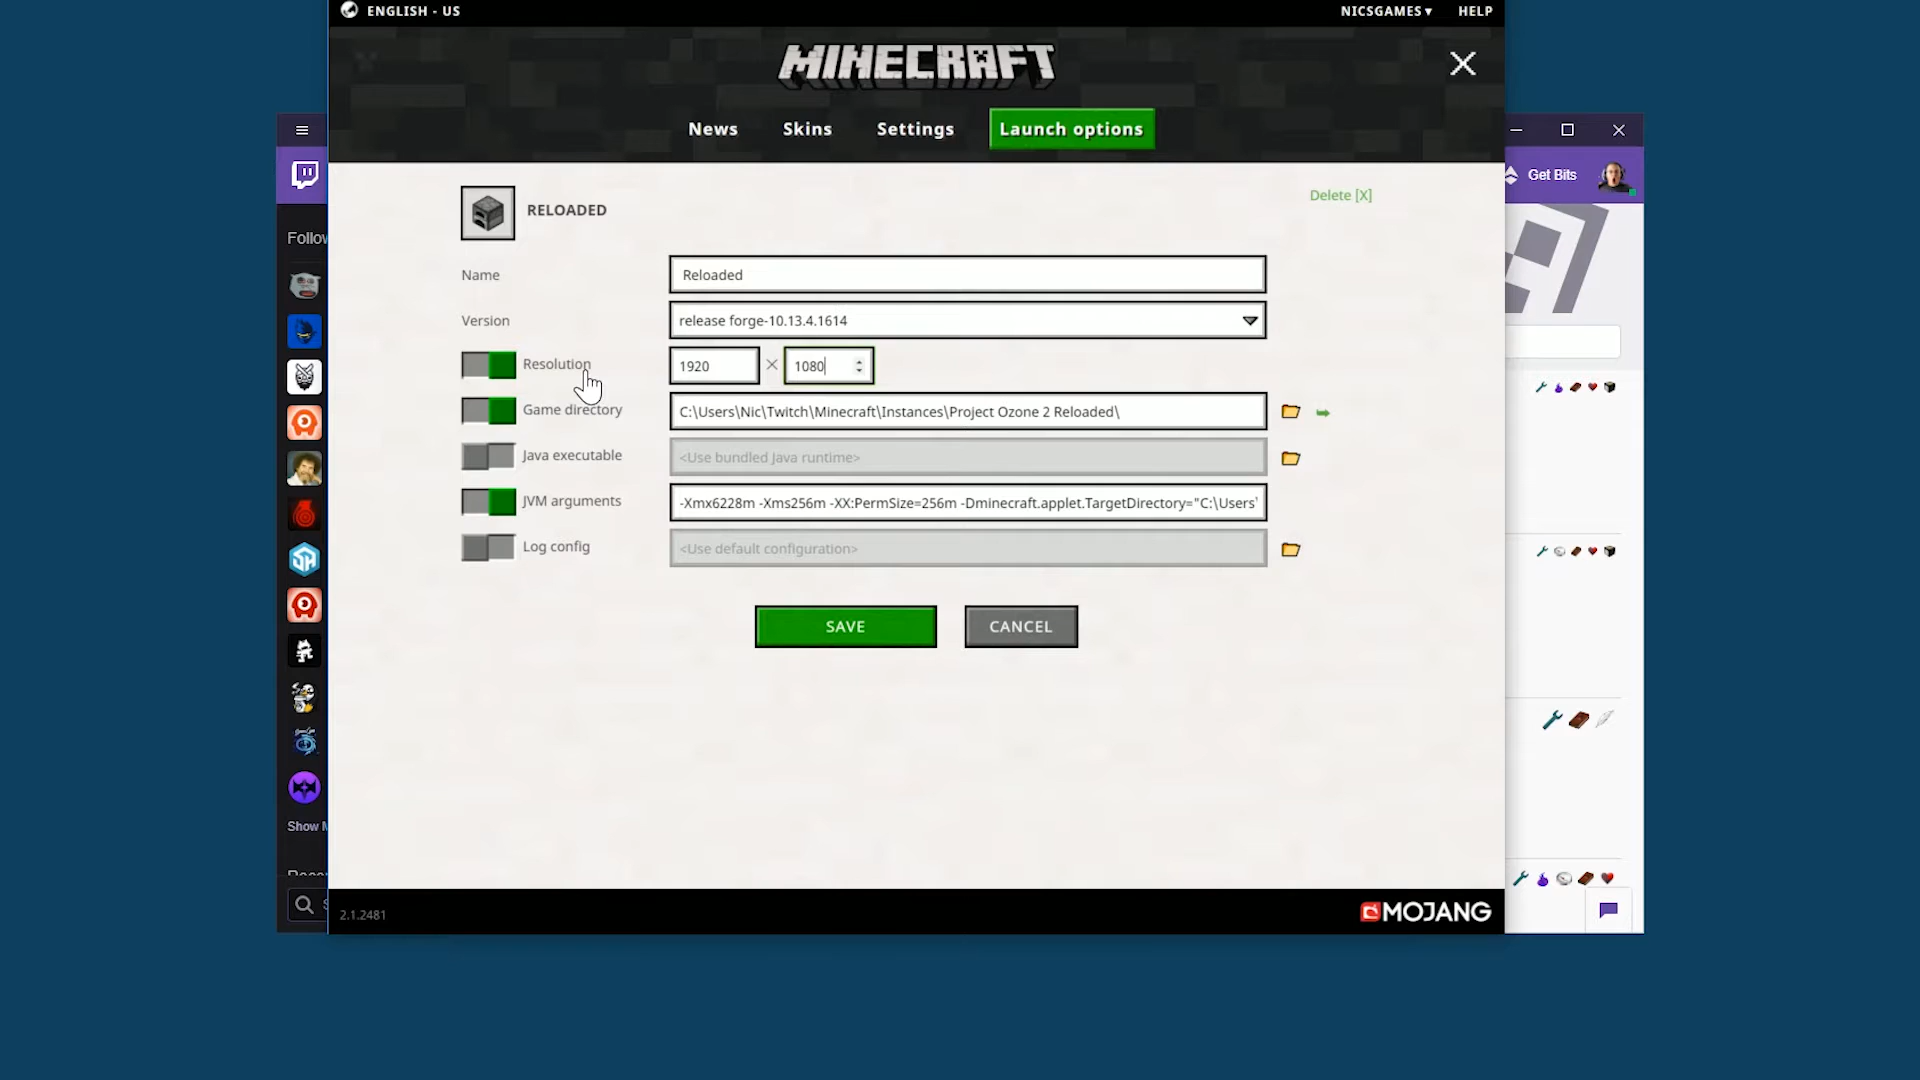 ENGLISH - US
NICSGAMES▾
HELP
MINECRAFT
News
Skins
Settings
Launch options
Get Bits
Follow
RELOADED
Delete [X]
Name
Reloaded
Version
release forge-10.13.4.1614
Resolution
1920 × 1080
Game directory
C:\Users\Nic\Twitch\Minecraft\Instances\Project Ozone 2 Reloaded\
Java executable
<Use bundled Java runtime>
JVM arguments
-Xmx6228m -Xms256m -XX:PermSize=256m -Dminecraft.applet.TargetDirectory="C:\Users\
Log config
<Use default configuration>
SAVE
CANCEL
Show
2.1.2481
MOJANG